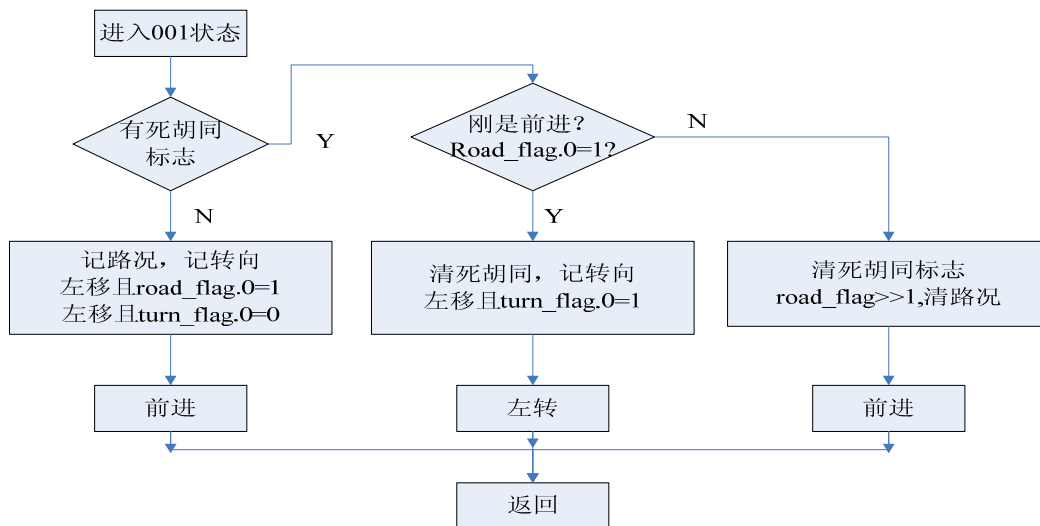 进入001状态
有死胡同
标志
Y
N
刚是前进？
Road_flag.0=1?
N
Y
记路况，记转向
左移且road_flag.0=1
左移且turn_flag.0=0
清死胡同，记转向
左移且turn_flag.0=1
清死胡同标志
road_flag>>1,清路况
前进
左转
前进
返回